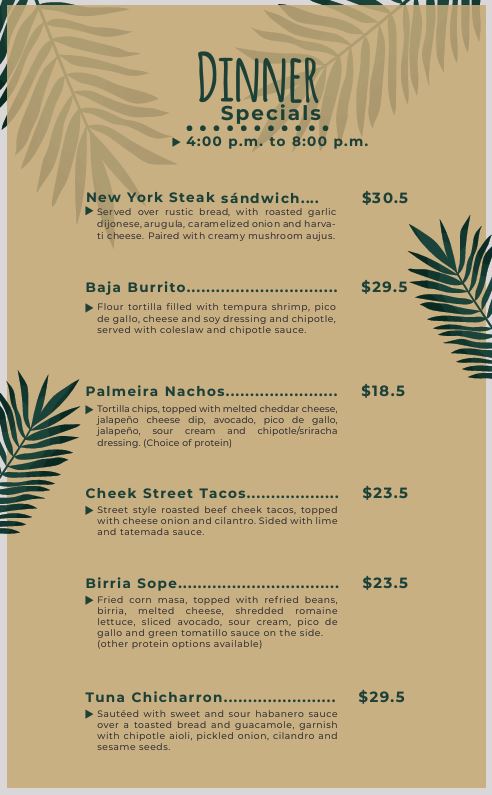 DINNER
Specials
4:00 p.m. to 8:00 p.m.
New York Steak sándwich.... $30.5
Served over rustic bread, with roasted garlic
dijonese, arugula, caramelized onion and harva-
ti cheese. Paired with creamy mushroom aujus.
Baja Burrito............................. $29.5
Flour tortilla filled with tempura shrimp, pico
de gallo, cheese and soy dressing and chipotle,
served with coleslaw and chipotle sauce.
Palmeira Nachos...................... $18.5
Tortilla chips, topped with melted cheddar cheese,
jalapeño cheese dip, avocado, pico de gallo,
jalapeño, sour cream and chipotle/sriracha
dressing. (Choice of protein)
Cheek Street Tacos.................. $23.5
Street style roasted beef cheek tacos, topped
with cheese onion and cilantro. Sided with lime
and tatemada sauce.
Birria Sope............................... $23.5
Fried corn masa, topped with refried beans,
birria, melted cheese, shredded romaine
lettuce, sliced avocado, sour cream, pico de
gallo and green tomatillo sauce on the side.
(other protein options available)
Tuna Chicharron...................... $29.5
Sautéed with sweet and sour habanero sauce
over a toasted bread and guacamole, garnish
with chipotle aioli, pickled onion, cilandro and
sesame seeds.